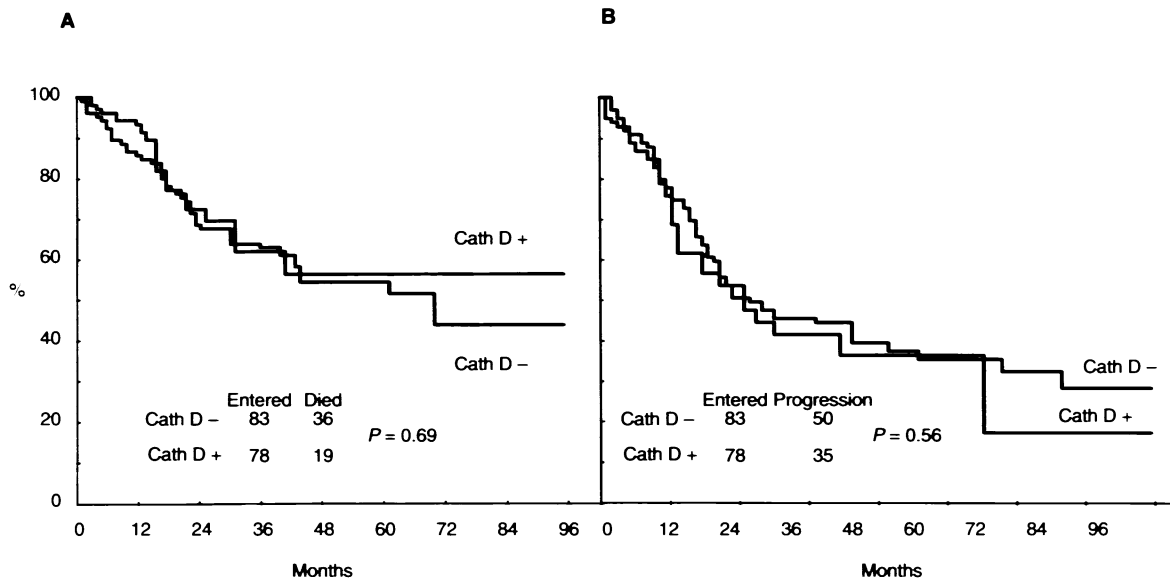 A
100
80
60
40
20
0
%
Cath D +
Cath D –
Entered Died
Cath D – 83 36
P = 0.69
Cath D + 78 19
0 12 24 36 48 60 72 84 96
Months
B
Cath D –
Cath D +
Entered Progression
Cath D – 83 50
P = 0.56
Cath D + 78 35
0 12 24 36 48 60 72 84 96
Months